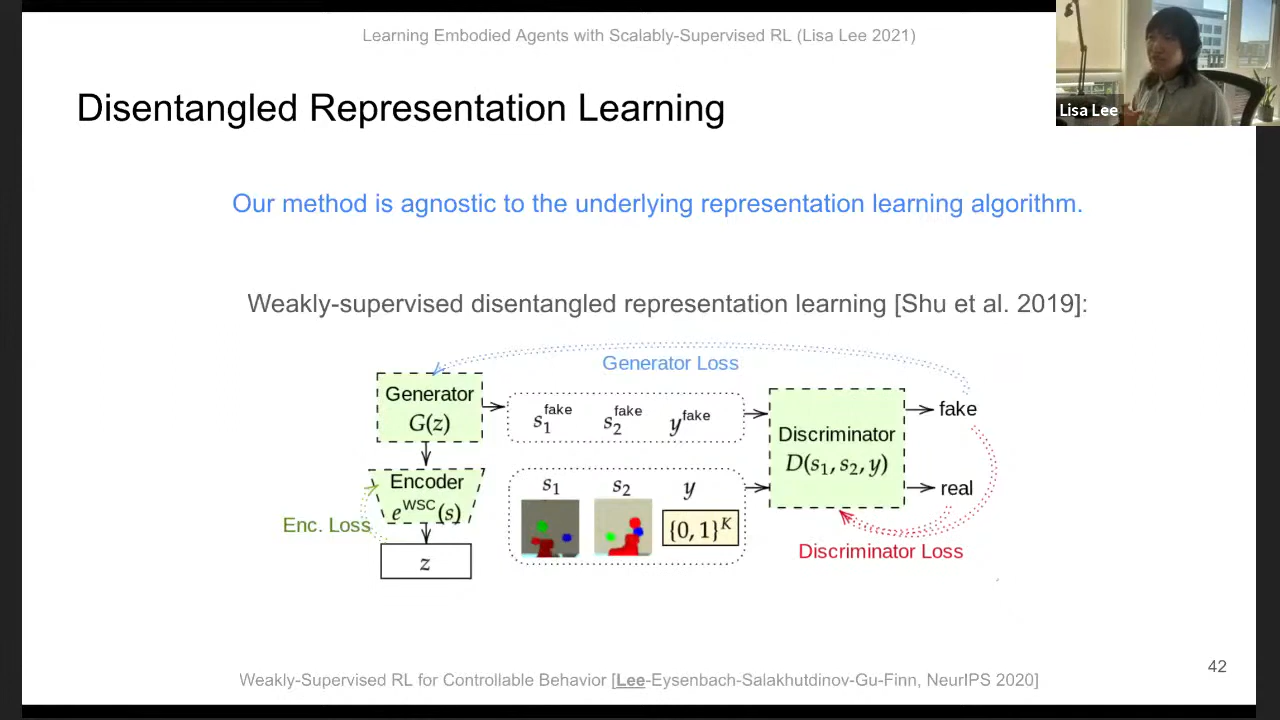 Learning Embodied Agents with Scalably-Supervised RL (Lisa Lee 2021)
Lisa Lee
Disentangled Representation Learning
Our method is agnostic to the underlying representation learning algorithm.
Weakly-supervised disentangled representation learning [Shu et al. 2019]:
Generator Loss
Generator
G(z)
s₁^fake s₂^fake y^fake
Discriminator
D(s₁, s₂, y)
fake
real
Encoder
e^WSC(s)
s₁ s₂ y
{0, 1}^K
Enc. Loss
z
Discriminator Loss
42
Weakly-Supervised RL for Controllable Behavior [Lee-Eysenbach-Salakhutdinov-Gu-Finn, NeurIPS 2020]